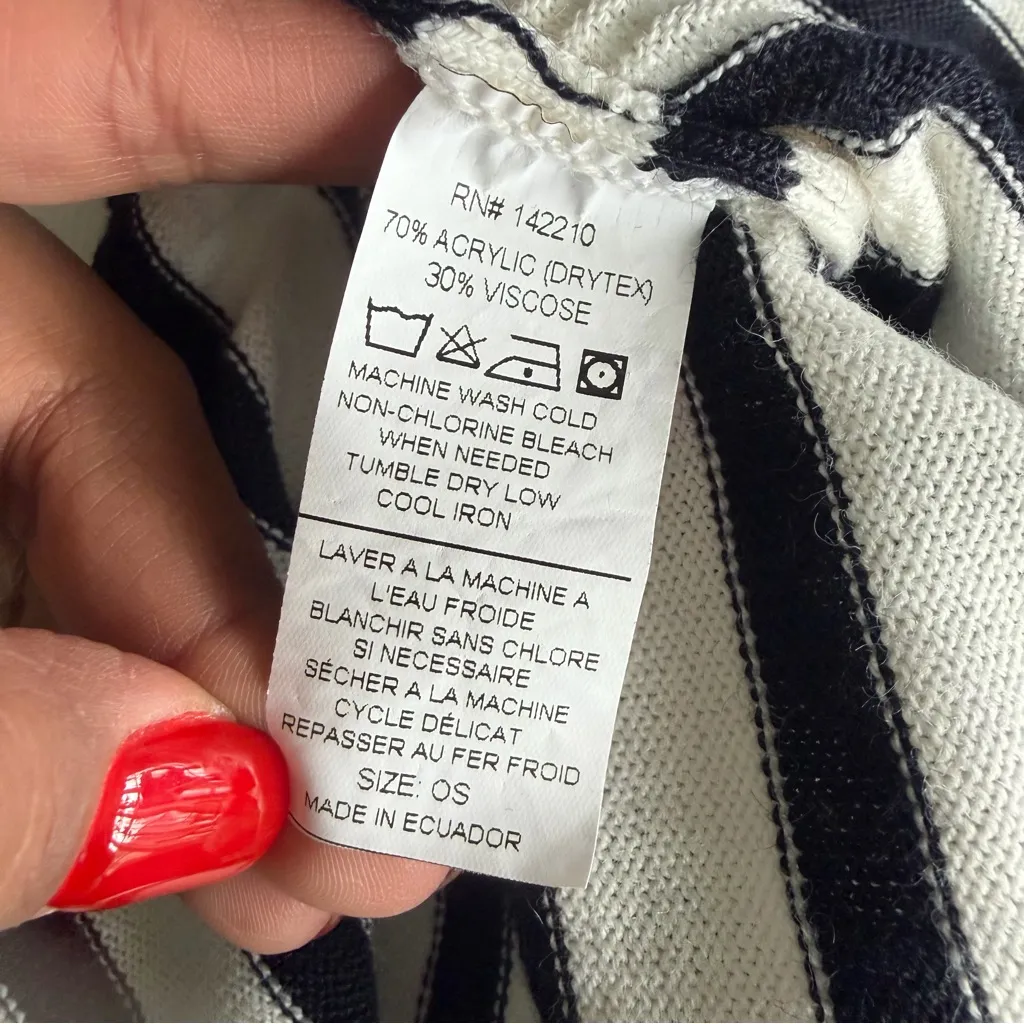 RN# 142210
70% ACRYLIC (DRYTEX)
30% VISCOSE
MACHINE WASH COLD
NON-CHLORINE BLEACH
WHEN NEEDED
TUMBLE DRY LOW
COOL IRON
LAVER A LA MACHINE A
L'EAU FROIDE
BLANCHIR SANS CHLORE
SI NECESSAIRE
SÉCHER A LA MACHINE
CYCLE DÉLICAT
REPASSER AU FER FROID
SIZE: OS
MADE IN ECUADOR